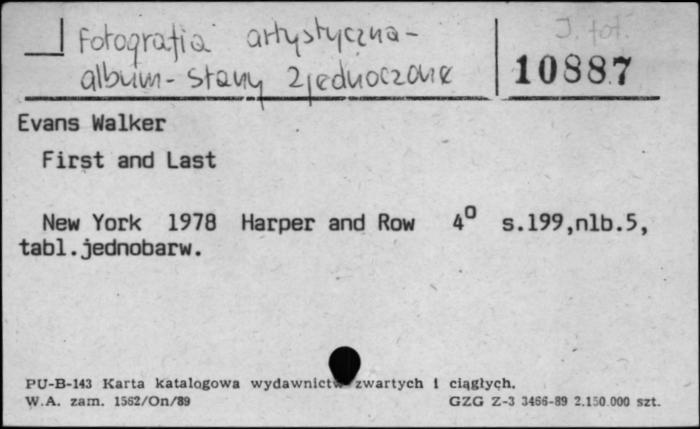 Fotografia artystyczna- J. fot.
album- Stany Zjednoczone 10887
Evans Walker
First and Last
New York 1978 Harper and Row 4o s.199,nlb.5,
tabl.jednobarw.
PU-B-143 Karta katalogowa wydawnictw zwartych i ciągłych.
W.A. zam. 1562/On/89 GZG Z-3 3466-89 2.150.000 szt.